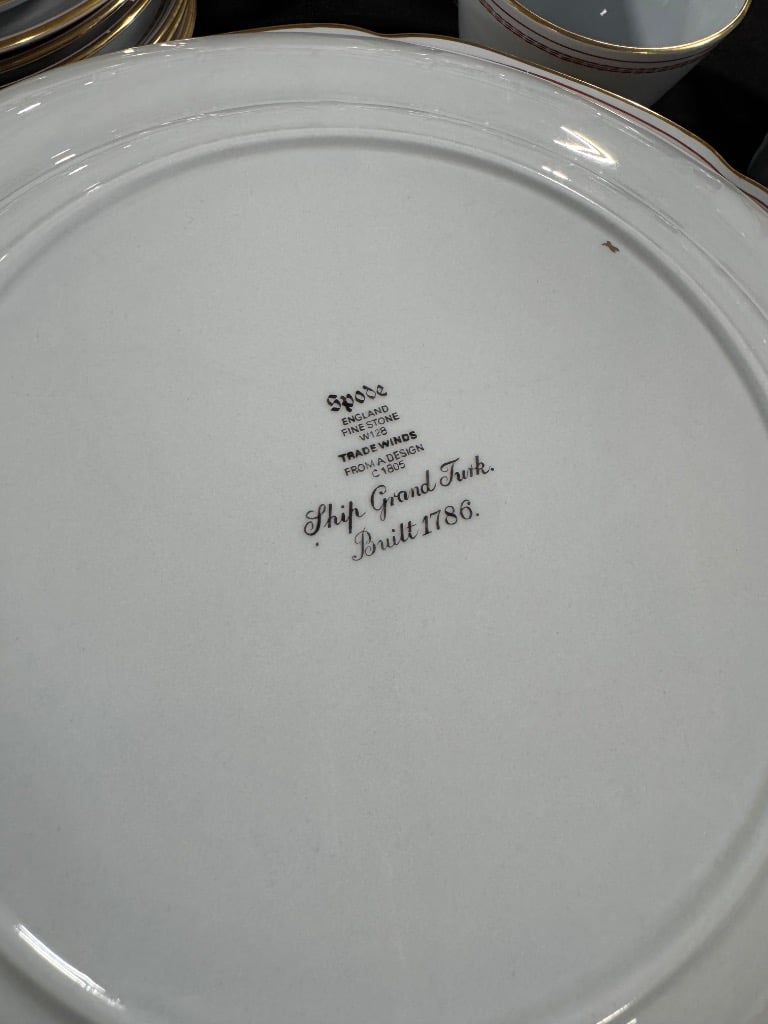 Spode
ENGLAND
FINE STONE
W128
TRADE WINDS
FROM A DESIGN
C 1805
Ship Grand Turk.
Built 1786.